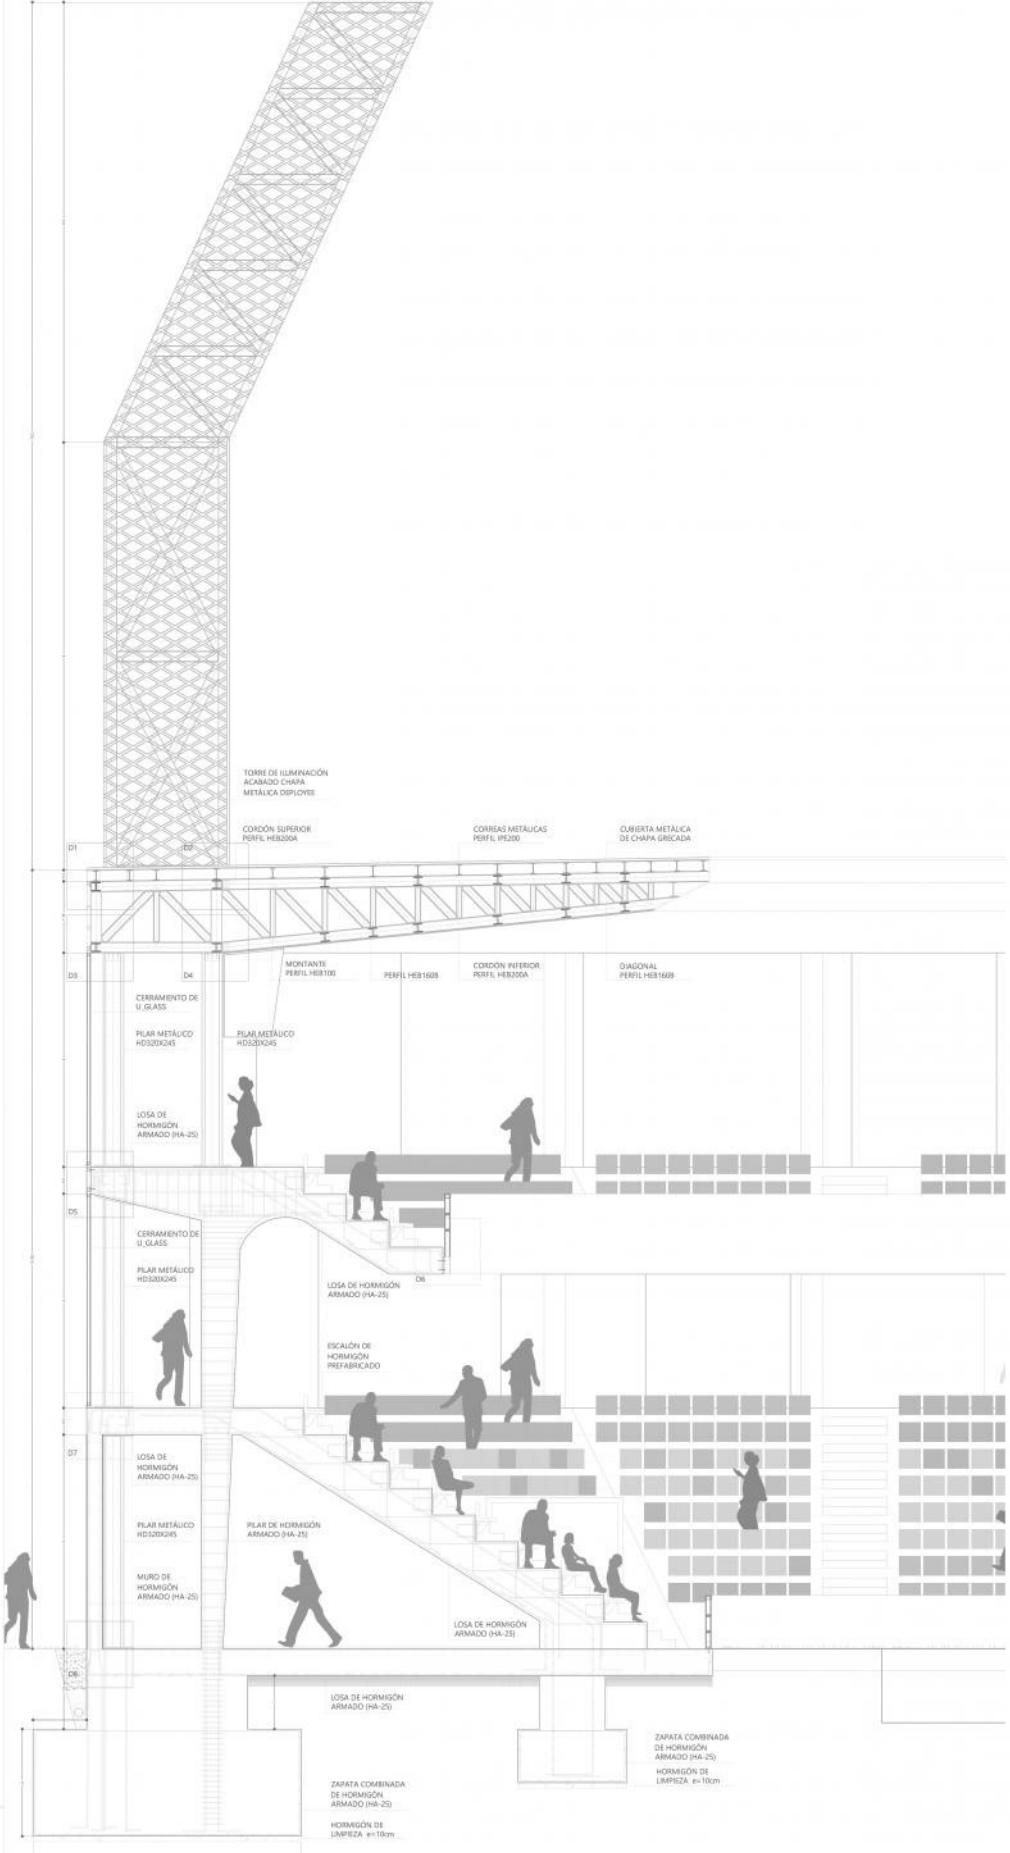 TORRE DE ILUMINACIÓN
ACABADO CHAPA
METÁLICA DEPLOYEE
CORDÓN SUPERIOR
PERFIL HEB200A
CORREAS METÁLICAS
PERFIL IPE200
CUBIERTA METÁLICA
DE CHAPA GRECADA
D1
D2
D3
D4
MONTANTE
PERFIL HEB100
PERFIL HEB160B
CORDÓN INFERIOR
PERFIL HEB200A
DIAGONAL
PERFIL HEB160B
CERRAMIENTO DE
U_GLASS
PILAR METÁLICO
HD320X245
PILAR METÁLICO
HD320X245
LOSA DE
HORMIGÓN
ARMADO (HA-25)
D5
CERRAMIENTO DE
U_GLASS
PILAR METÁLICO
HD320X245
D6
LOSA DE HORMIGÓN
ARMADO (HA-25)
ESCALÓN DE
HORMIGÓN
PREFABRICADO
D7
LOSA DE
HORMIGÓN
ARMADO (HA-25)
PILAR METÁLICO
HD320X245
PILAR DE HORMIGÓN
ARMADO (HA-25)
MURO DE
HORMIGÓN
ARMADO (HA-25)
LOSA DE HORMIGÓN
ARMADO (HA-25)
D8
LOSA DE HORMIGÓN
ARMADO (HA-25)
ZAPATA COMBINADA
DE HORMIGÓN
ARMADO (HA-25)
HORMIGÓN DE
LIMPIEZA e=10cm
ZAPATA COMBINADA
DE HORMIGÓN
ARMADO (HA-25)
HORMIGÓN DE
LIMPIEZA e=10cm